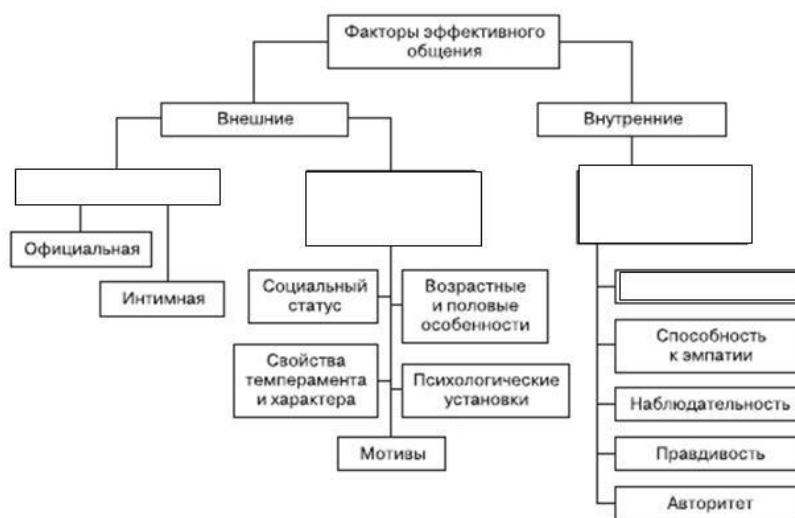 Факторы эффективного
общения
Внешние
Внутренние
Официальная
Интимная
Социальный
статус
Возрастные
и половые
особенности
Свойства
темперамента
и характера
Психологические
установки
Мотивы
Способность
к эмпатии
Наблюдательность
Правдивость
Авторитет